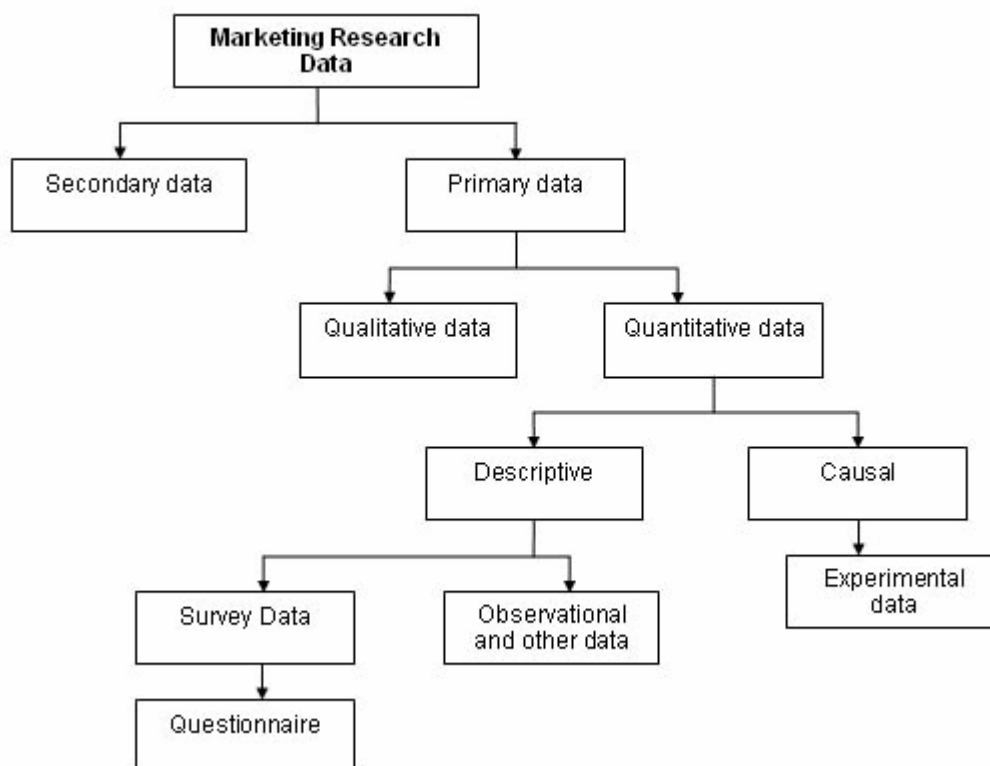 Marketing Research
Data
Secondary data
Primary data
Qualitative data
Quantitative data
Descriptive
Causal
Survey Data
Observational
and other data
Experimental
data
Questionnaire